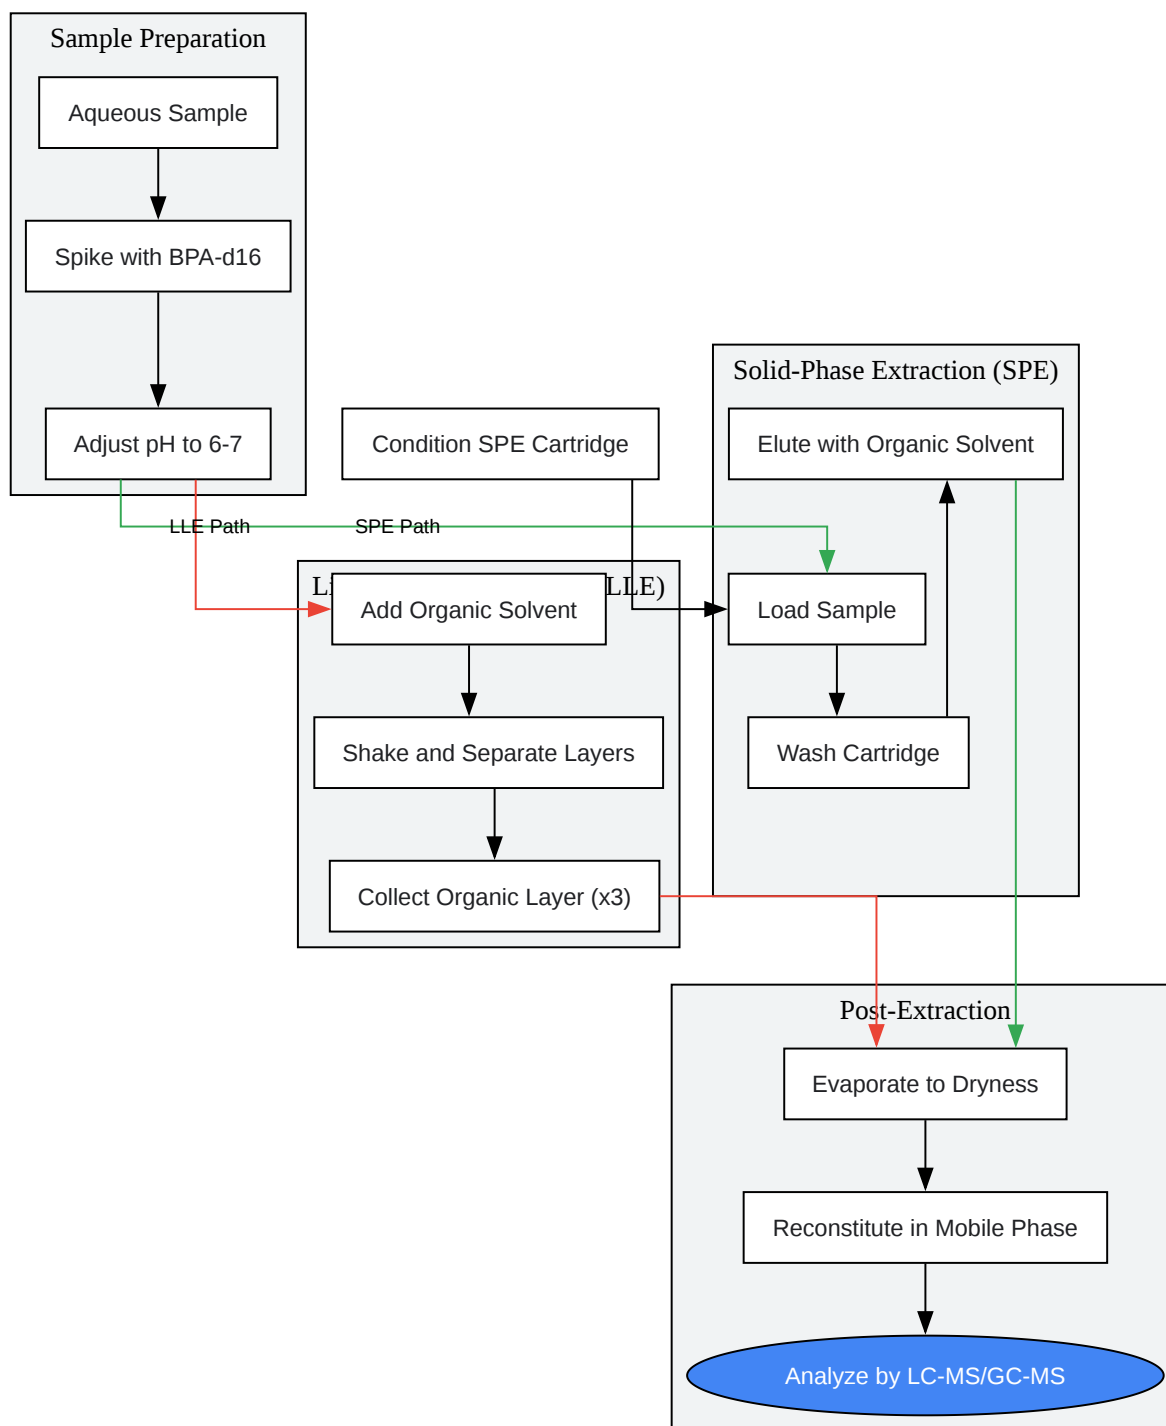 Sample Preparation
Aqueous Sample
Spike with BPA-d16
Adjust pH to 6-7
Condition SPE Cartridge
Solid-Phase Extraction (SPE)
Elute with Organic Solvent
LLE Path
SPE Path
LLE)
Add Organic Solvent
Load Sample
Shake and Separate Layers
Wash Cartridge
Collect Organic Layer (x3)
Post-Extraction
Evaporate to Dryness
Reconstitute in Mobile Phase
Analyze by LC-MS/GC-MS